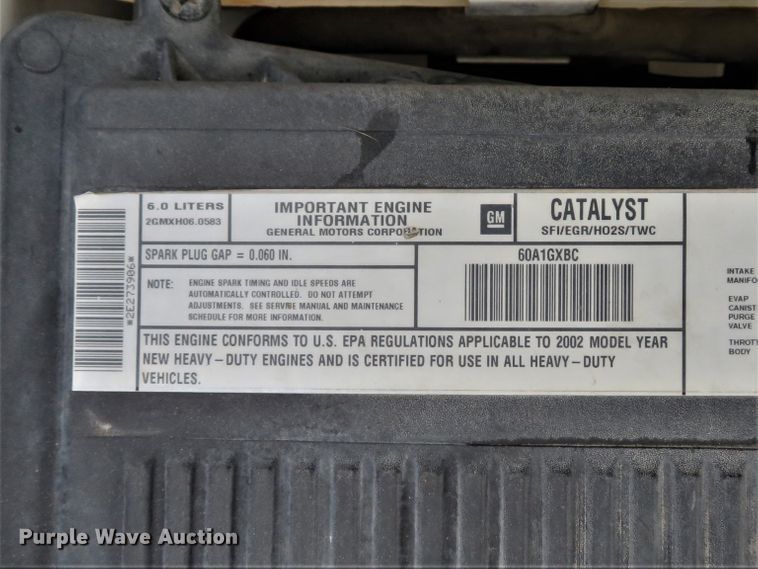 6.0 LITERS
2GMXH06.0583
IMPORTANT ENGINE
INFORMATION
GENERAL MOTORS CORPORATION
GM
CATALYST
SFI/EGR/HO2S/TWC
SPARK PLUG GAP = 0.060 IN.
60A1GXBC
NOTE: ENGINE SPARK TIMING AND IDLE SPEEDS ARE
AUTOMATICALLY CONTROLLED. DO NOT ATTEMPT
ADJUSTMENTS. SEE SERVICE MANUAL AND MAINTENANCE
SCHEDULE FOR MORE INFORMATION.
*2E273906*
THIS ENGINE CONFORMS TO U.S. EPA REGULATIONS APPLICABLE TO 2002 MODEL YEAR
NEW HEAVY-DUTY ENGINES AND IS CERTIFIED FOR USE IN ALL HEAVY-DUTY
VEHICLES.
INTAKE
MANIFO
EVAP
CANIST
PURGE
VALVE
THROT
BODY
Purple Wave Auction